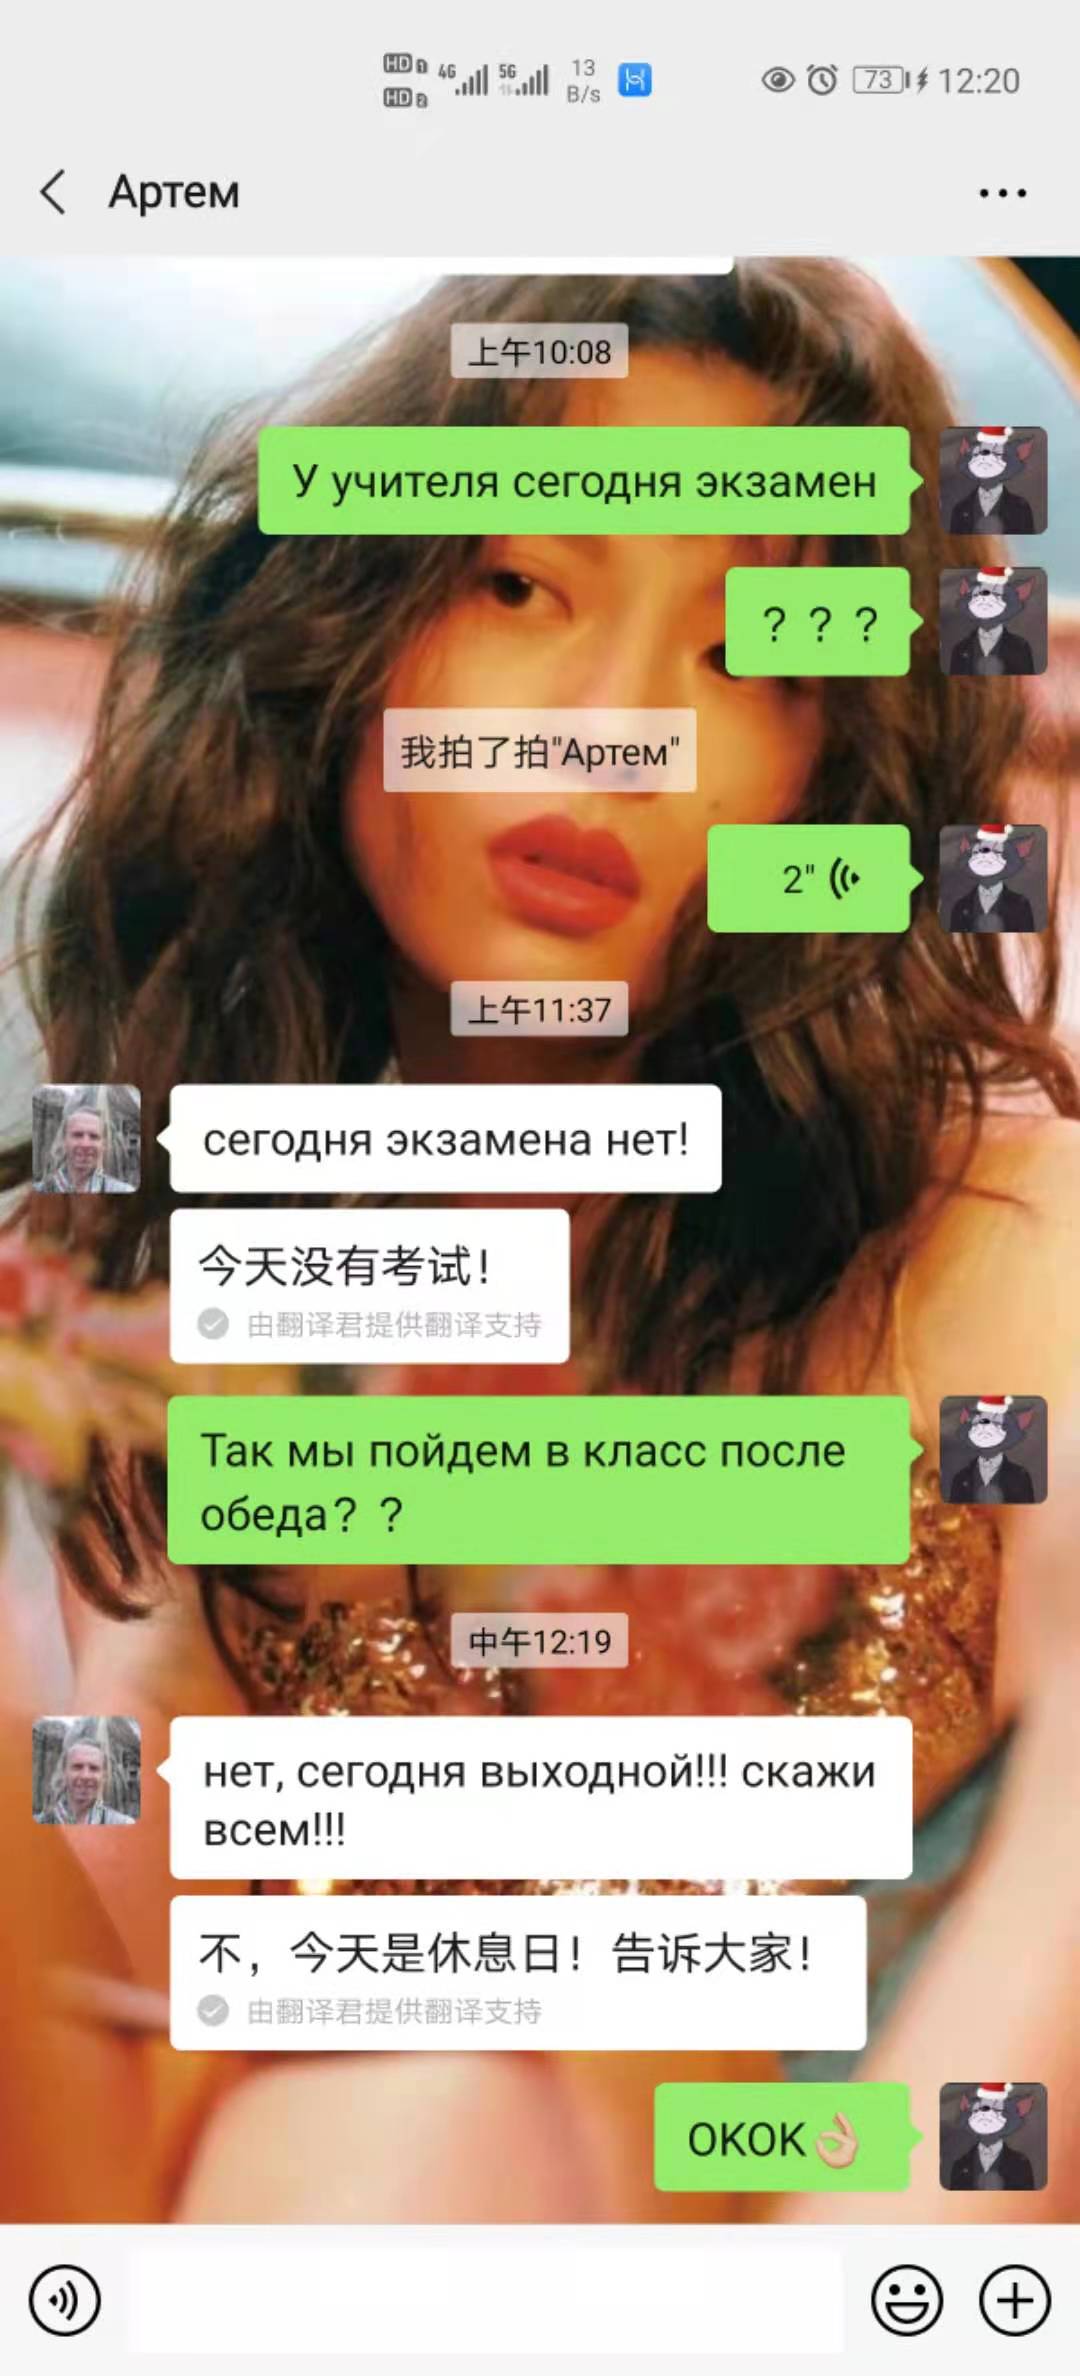 HD 1 4G 5G 13 73 12:20
HD 2 B/s
Артем
上午10:08
У учителя сегодня экзамен
？？？
我拍了拍"Артем"
2"
上午11:37
сегодня экзамена нет!
今天没有考试！
由翻译君提供翻译支持
Так мы пойдем в класс после
обеда？？
中午12:19
нет, сегодня выходной!!! скажи
всем!!!
不，今天是休息日！告诉大家！
由翻译君提供翻译支持
OKOK👌🏼